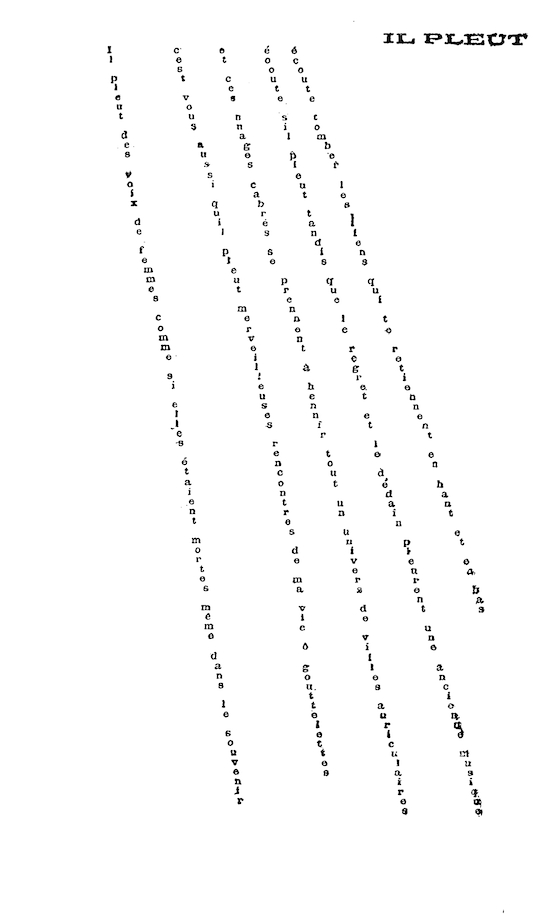 IL PLEUT
Il pleut des voix de femmes comme si elles étaient mortes même dans le souvenir
c'est vous aussi qu'il pleut merveilleuses rencontres de ma vie ô gouttelettes
et ces nuages cabrés se prennent à hennir tout un univers de villes auriculaires
écoute s'il pleut tandis que le regret et le dédain pleurent une ancienne musique
écoute tomber les liens qui te retiennent en haut et en bas